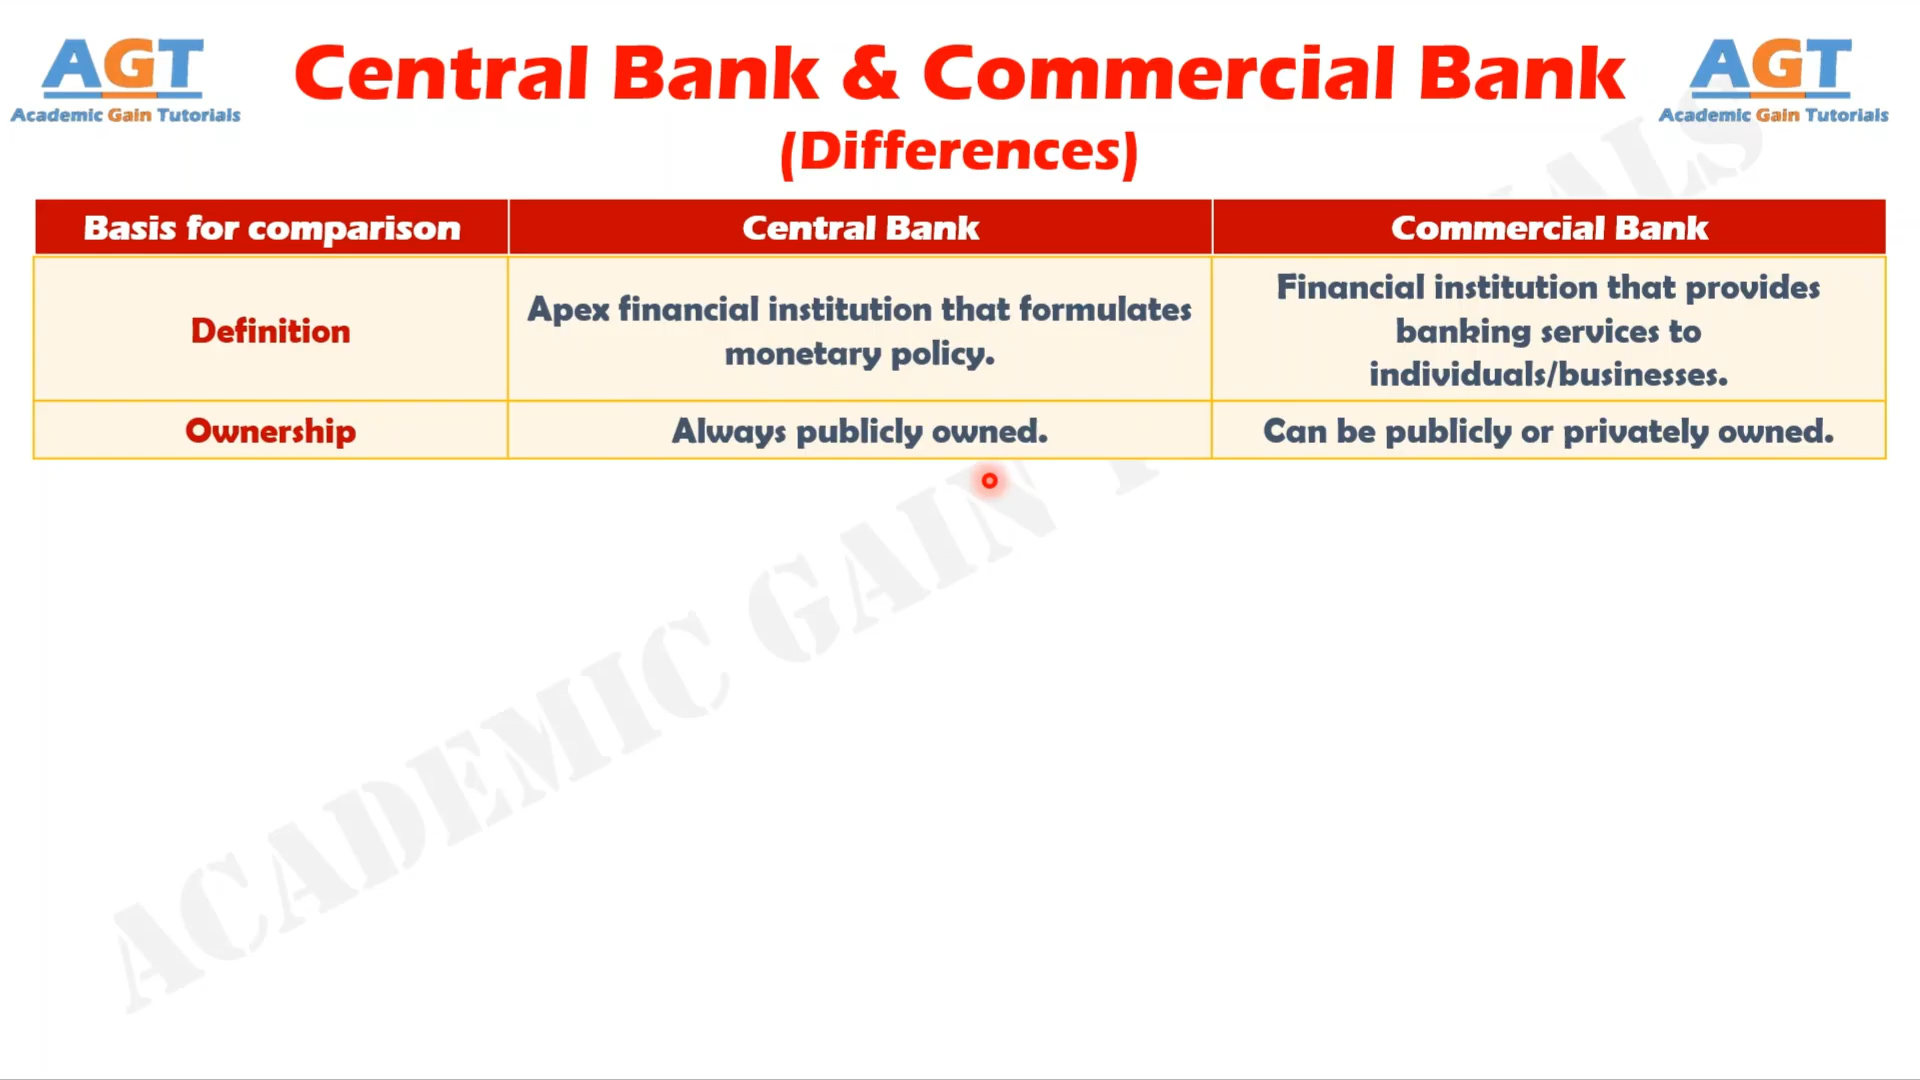 AGT
Academic Gain Tutorials
Central Bank & Commercial Bank
(Differences)
AGT
Academic Gain Tutorials
Basis for comparison
Central Bank
Commercial Bank
Definition
Apex financial institution that formulates
monetary policy.
Financial institution that provides
banking services to
individuals/businesses.
Ownership
Always publicly owned.
Can be publicly or privately owned.
ACADEMIC GAIN T ALS